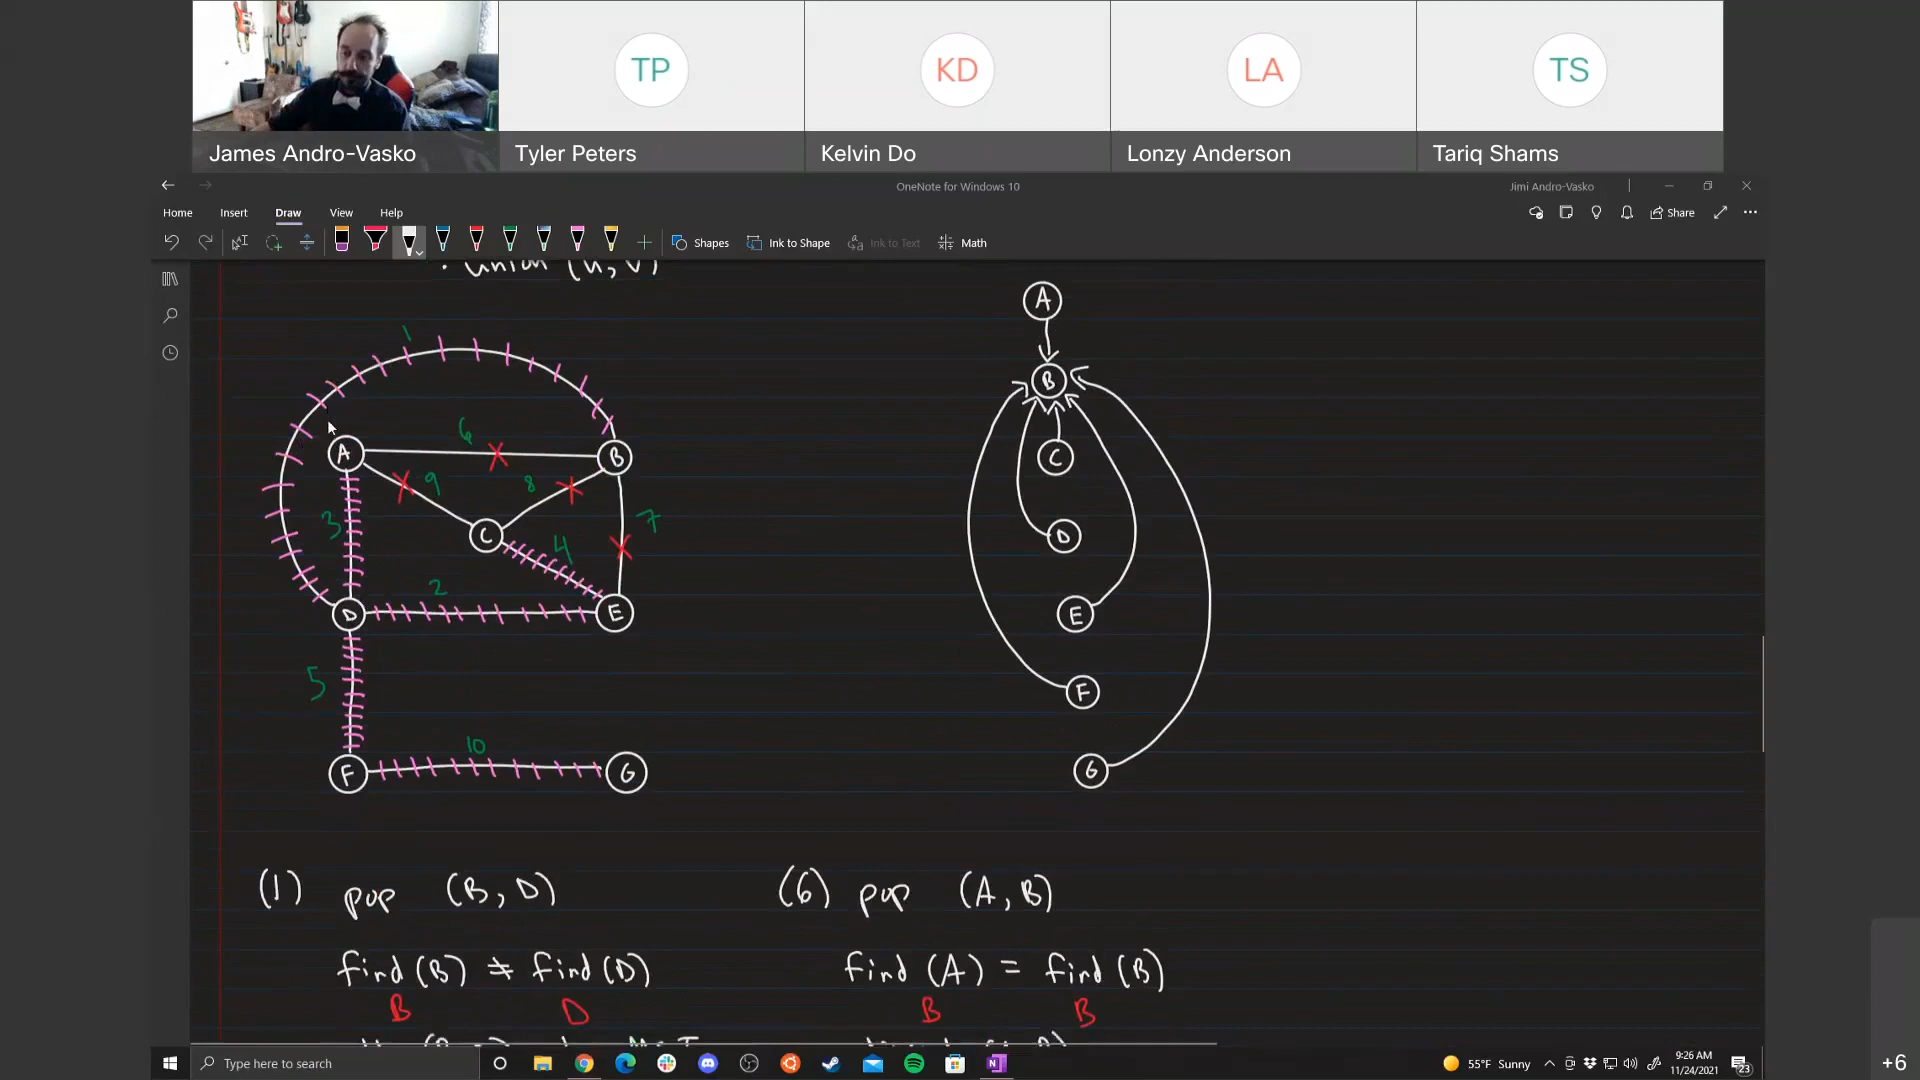 TP
KD
LA
TS
James Andro-Vasko
Tyler Peters
Kelvin Do
Lonzy Anderson
Tariq Shams
OneNote for Windows 10
Jimi Andro-Vasko
Home Insert Draw View Help
Share
Shapes Ink to Shape Ink to Text Math
. union (u, v)
1
A
B
C
D
E
F
G
A 6 B
9 8
3 C 4 7
2
D E
5
10
F G
(1) pop (B, D)
(6) pop (A, B)
find (B) ≠ find (D)
find (A) = find (B)
B D
B B
Type here to search
55°F Sunny
9:26 AM
11/24/2021
23
+6